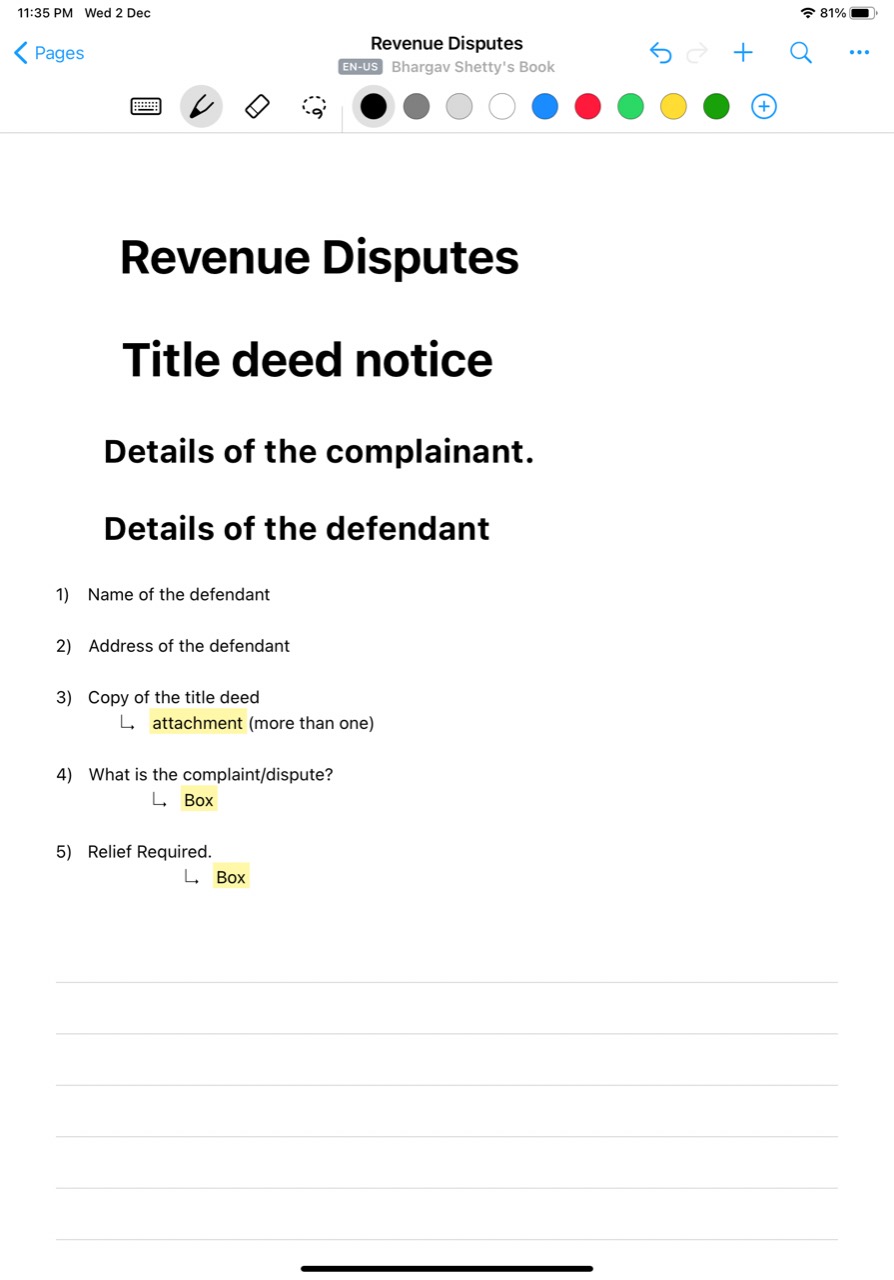 11:35 PM Wed 2 Dec 81%
Pages
Revenue Disputes
EN-US Bhargav Shetty's Book
Revenue Disputes
Title deed notice
Details of the complainant.
Details of the defendant
1) Name of the defendant
2) Address of the defendant
3) Copy of the title deed
↳ attachment (more than one)
4) What is the complaint/dispute?
↳ Box
5) Relief Required.
↳ Box